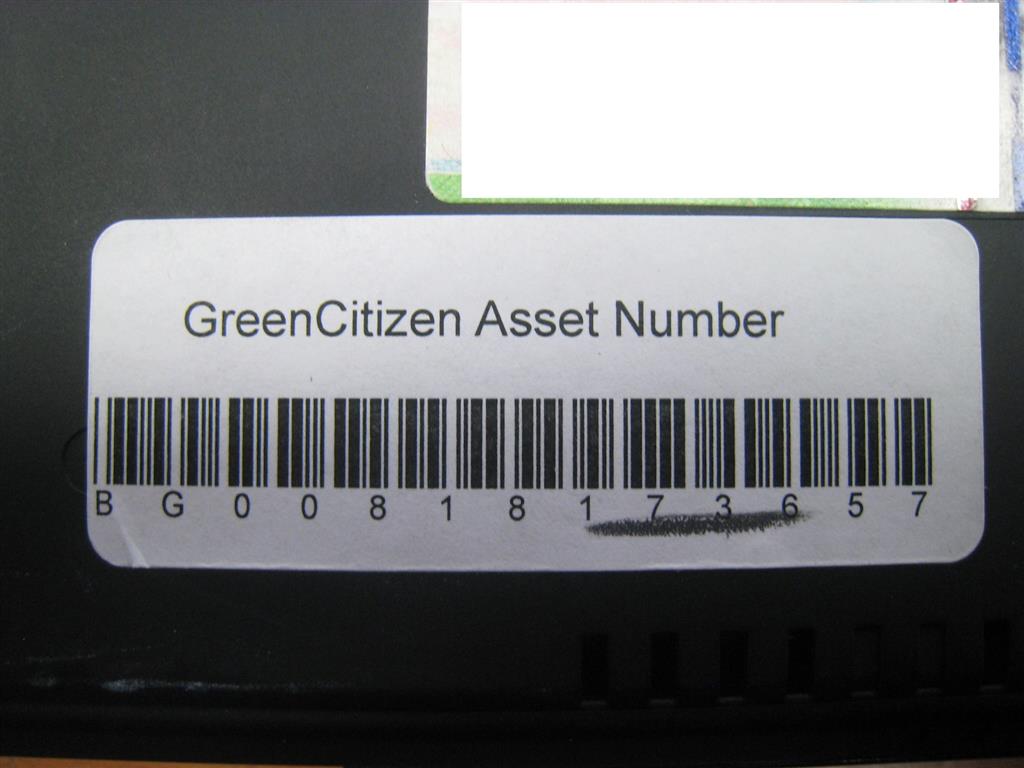 GreenCitizen Asset Number
B G 0 0 8 1 8 1 7 3 6 5 7